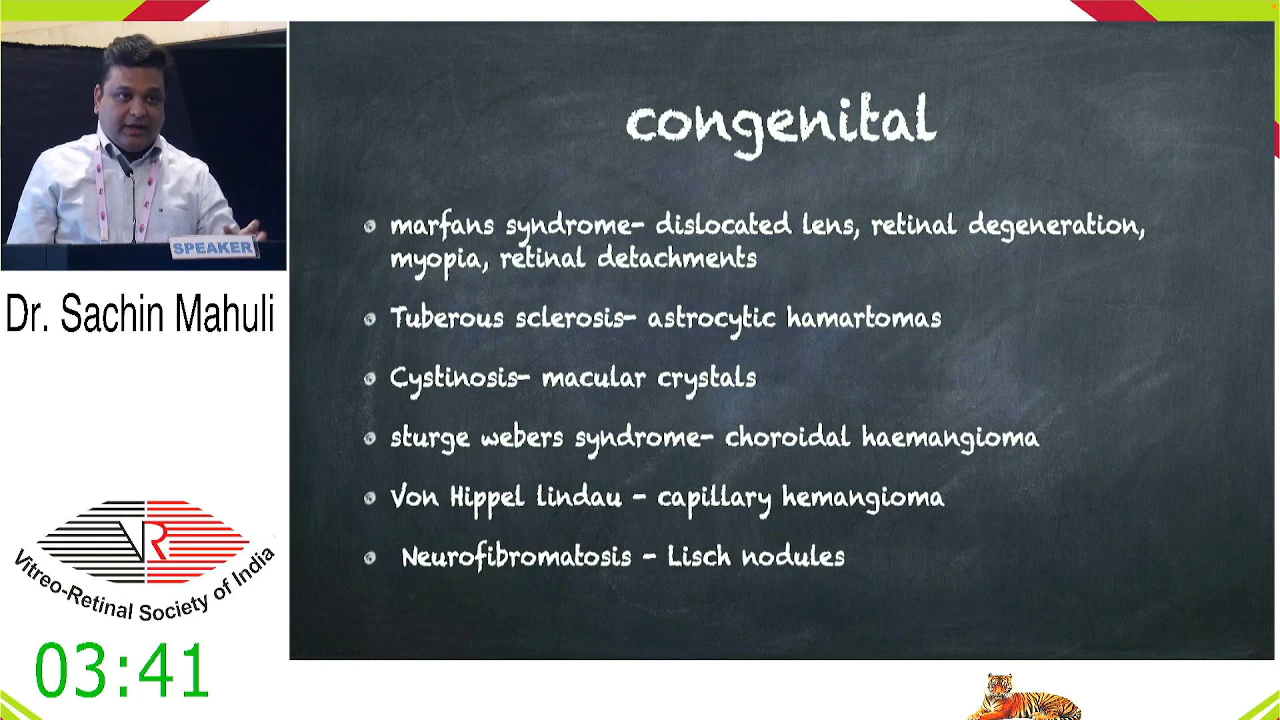 congenital
marfans syndrome- dislocated lens, retinal degeneration,
myopia, retinal detachments
Tuberous sclerosis- astrocytic hamartomas
Cystinosis- macular crystals
sturge webers syndrome- choroidal haemangioma
Von Hippel lindau - capillary hemangioma
Neurofibromatosis - Lisch nodules
SPEAKER
Dr. Sachin Mahuli
VR
Vitreo-Retinal Society of India
03:41